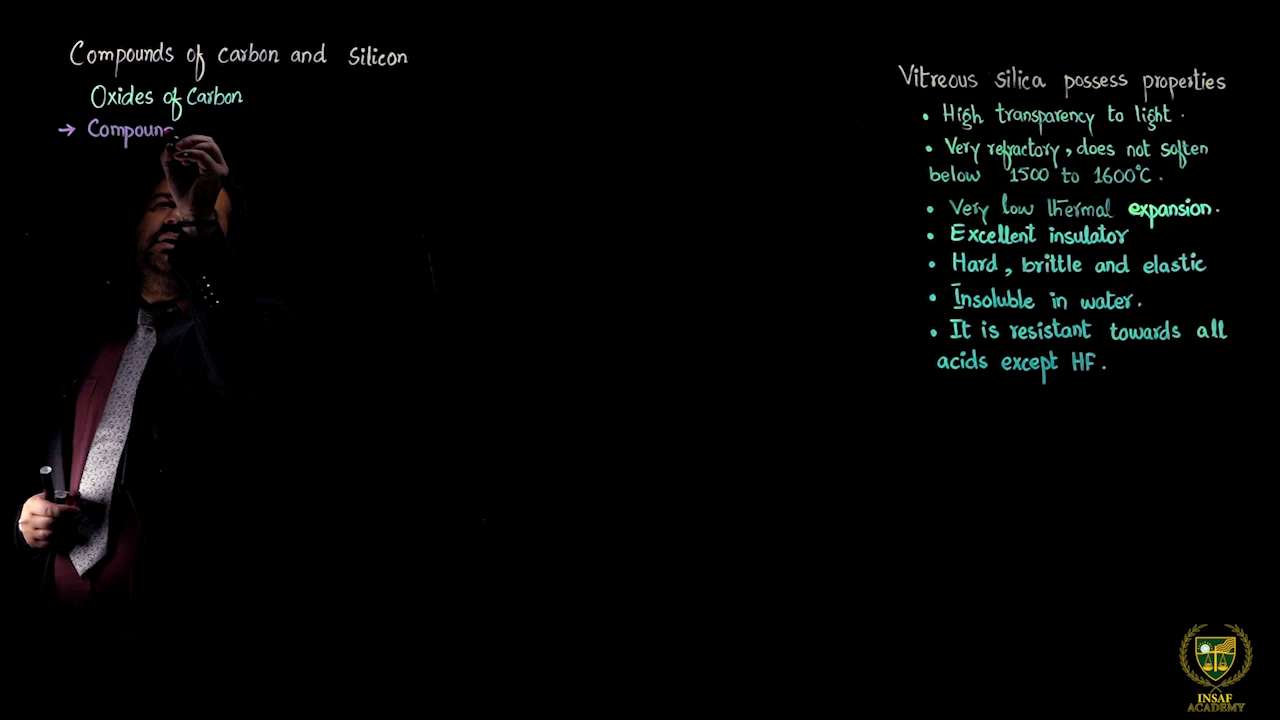 Compounds of Carbon and Silicon
Oxides of Carbon
→ Compoun
Vitreous silica possess properties
• High transparency to light.
• Very refractory, does not soften
below 1500 to 1600°C.
• Very low thermal expansion.
• Excellent insulator
• Hard, brittle and elastic
• Insoluble in water.
• It is resistant towards all
acids except HF.
INSAF
ACADEMY